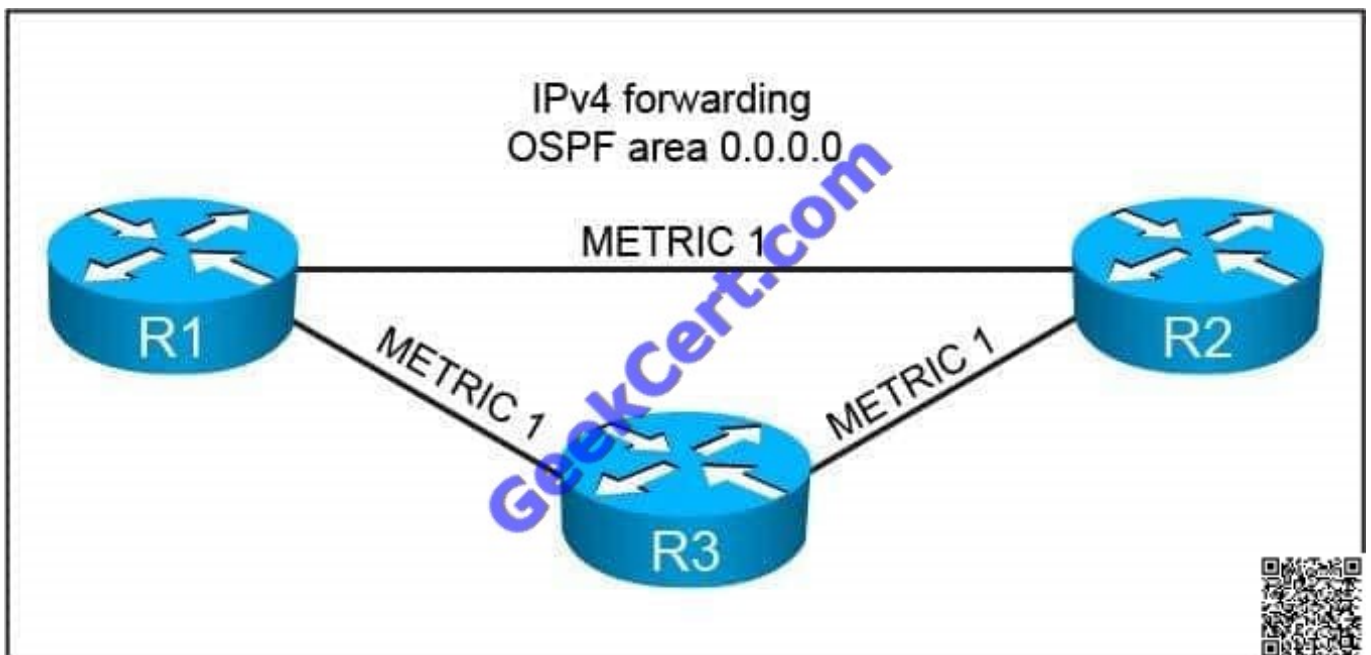 IPv4 forwarding
OSPF area 0.0.0.0
METRIC 1
R1
R2
METRIC 1
METRIC 1
R3
GeekCert.com